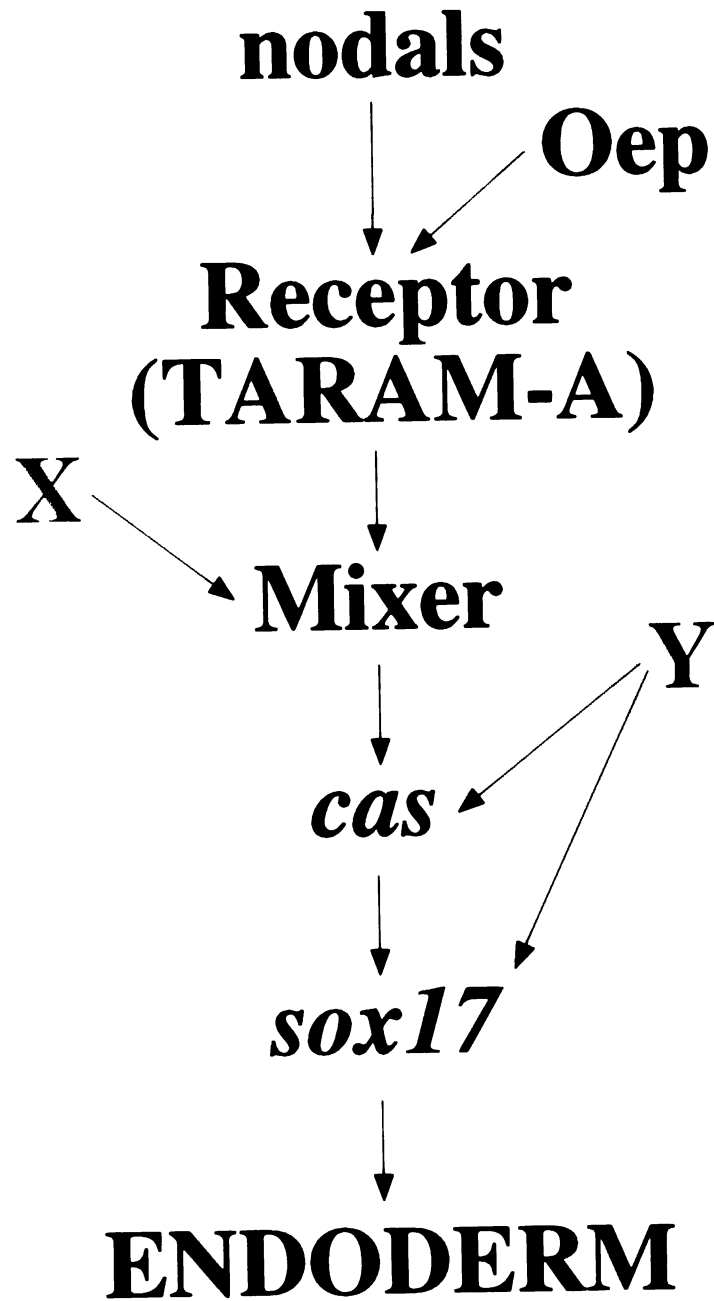 nodals
Oep
Receptor
(TARAM-A)
X
Mixer
Y
cas
sox17
ENDODERM